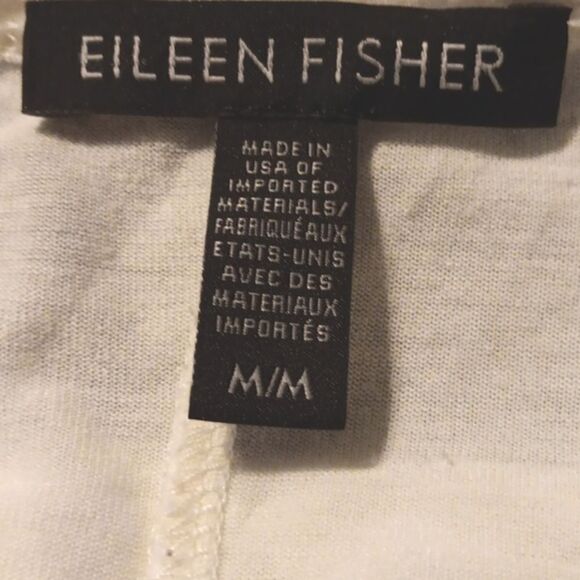 EILEEN FISHER
MADE IN
USA OF
IMPORTED
MATERIALS/
FABRIQUÉAUX
ETATS-UNIS
AVEC DES
MATERIAUX
IMPORTÉS
M/M